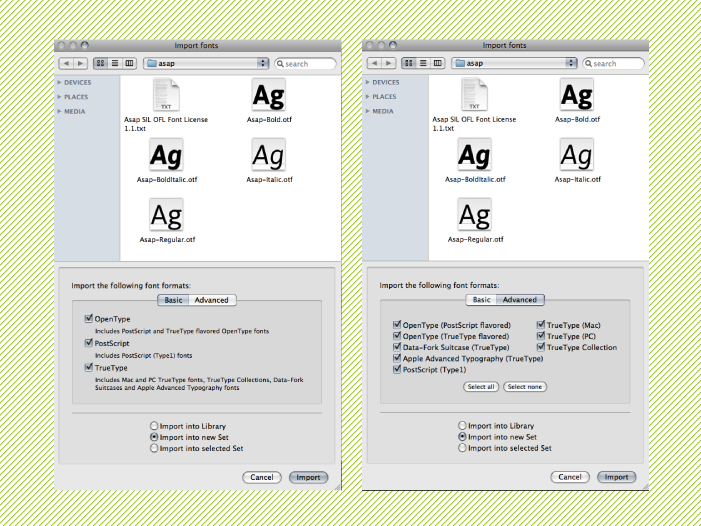 Import fonts
asap
search
DEVICES
PLACES
MEDIA
TXT
Asap SIL OFL Font License
1.1.txt
Ag
Asap-Bold.otf
Ag
Asap-BoldItalic.otf
Ag
Asap-Italic.otf
Ag
Asap-Regular.otf
Import the following font formats:
Basic Advanced
OpenType
Includes PostScript and TrueType flavored OpenType fonts
PostScript
Includes PostScript (Type1) fonts
TrueType
Includes Mac and PC TrueType fonts, TrueType Collections, Data-Fork
Suitcases and Apple Advanced Typography fonts
Import into Library
Import into new Set
Import into selected Set
Cancel Import
Import fonts
asap
search
DEVICES
PLACES
MEDIA
TXT
Asap SIL OFL Font License
1.1.txt
Ag
Asap-Bold.otf
Ag
Asap-BoldItalic.otf
Ag
Asap-Italic.otf
Ag
Asap-Regular.otf
Import the following font formats:
Basic Advanced
OpenType (PostScript flavored)
OpenType (TrueType flavored)
Data-Fork Suitcase (TrueType)
Apple Advanced Typography (TrueType)
PostScript (Type1)
TrueType (Mac)
TrueType (PC)
TrueType Collection
Select all Select none
Import into Library
Import into new Set
Import into selected Set
Cancel Import